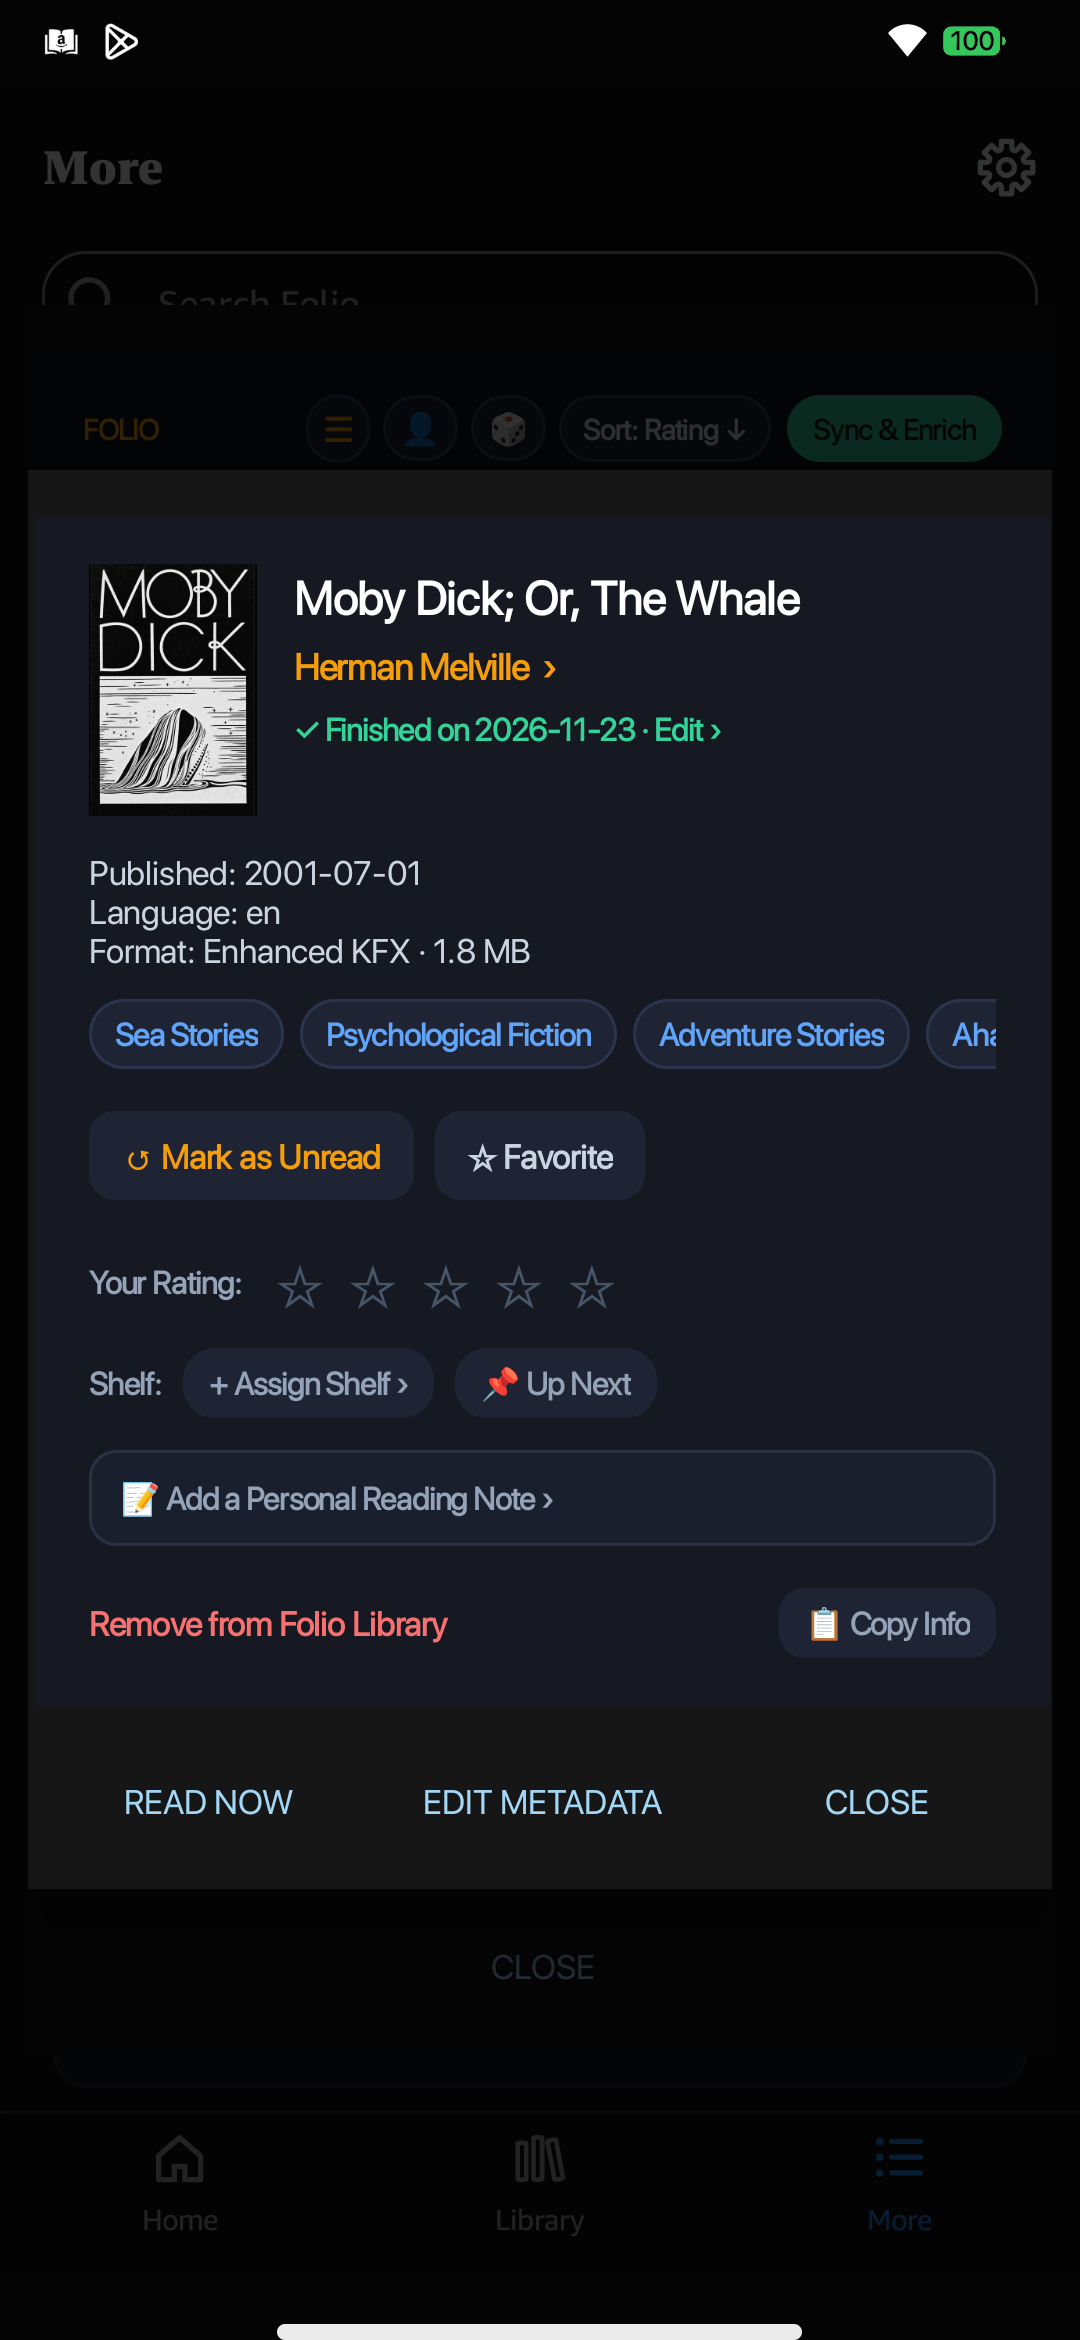 100
More
Search Folio
FOLIO
Sort: Rating ↓
Sync & Enrich
MOBY
DICK
Moby Dick; Or, The Whale
Herman Melville ›
✓ Finished on 2026-11-23 · Edit ›
Published: 2001-07-01
Language: en
Format: Enhanced KFX · 1.8 MB
Sea Stories
Psychological Fiction
Adventure Stories
Aha
↺ Mark as Unread
☆ Favorite
Your Rating: ☆ ☆ ☆ ☆ ☆
Shelf:
+ Assign Shelf ›
📌 Up Next
📝 Add a Personal Reading Note ›
Remove from Folio Library
📋 Copy Info
READ NOW
EDIT METADATA
CLOSE
CLOSE
Home
Library
More